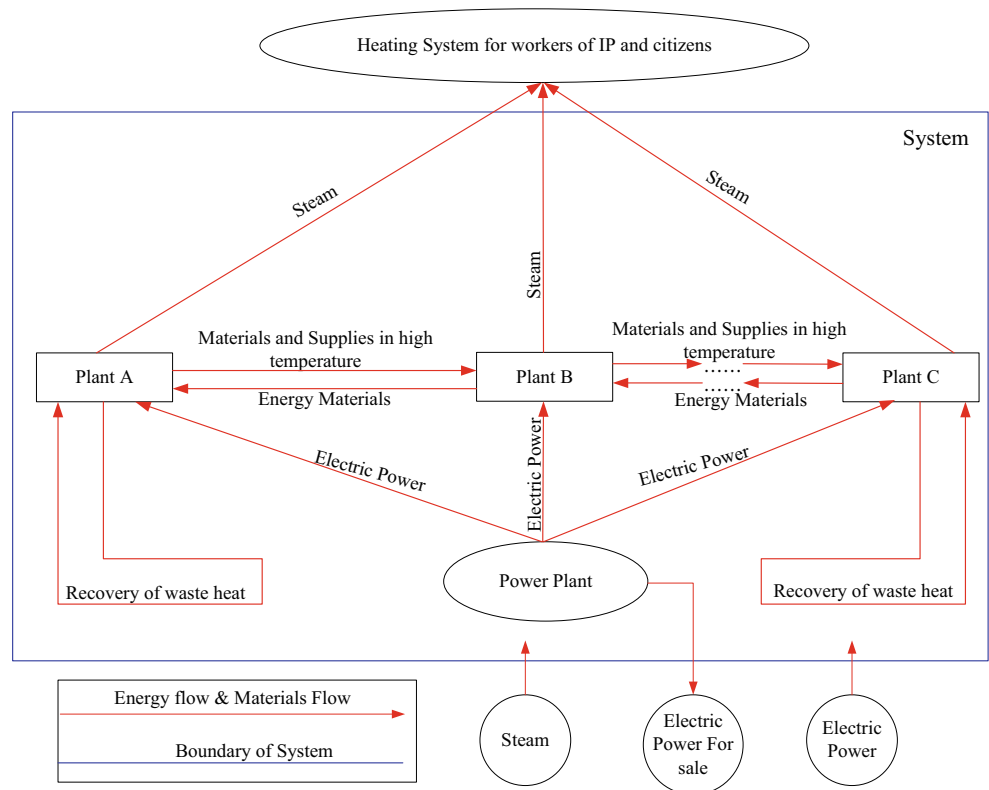 Heating System for workers of IP and citizens
System
Steam
Steam
Steam
Materials and Supplies in high
temperature
Materials and Supplies in high
temperature
......
Plant A
Plant B
Plant C
Energy Materials
......
Energy Materials
Electric Power
Electric Power
Electric Power
Power Plant
Recovery of waste heat
Recovery of waste heat
Energy flow & Materials Flow
Boundary of System
Steam
Electric
Power For
sale
Electric
Power